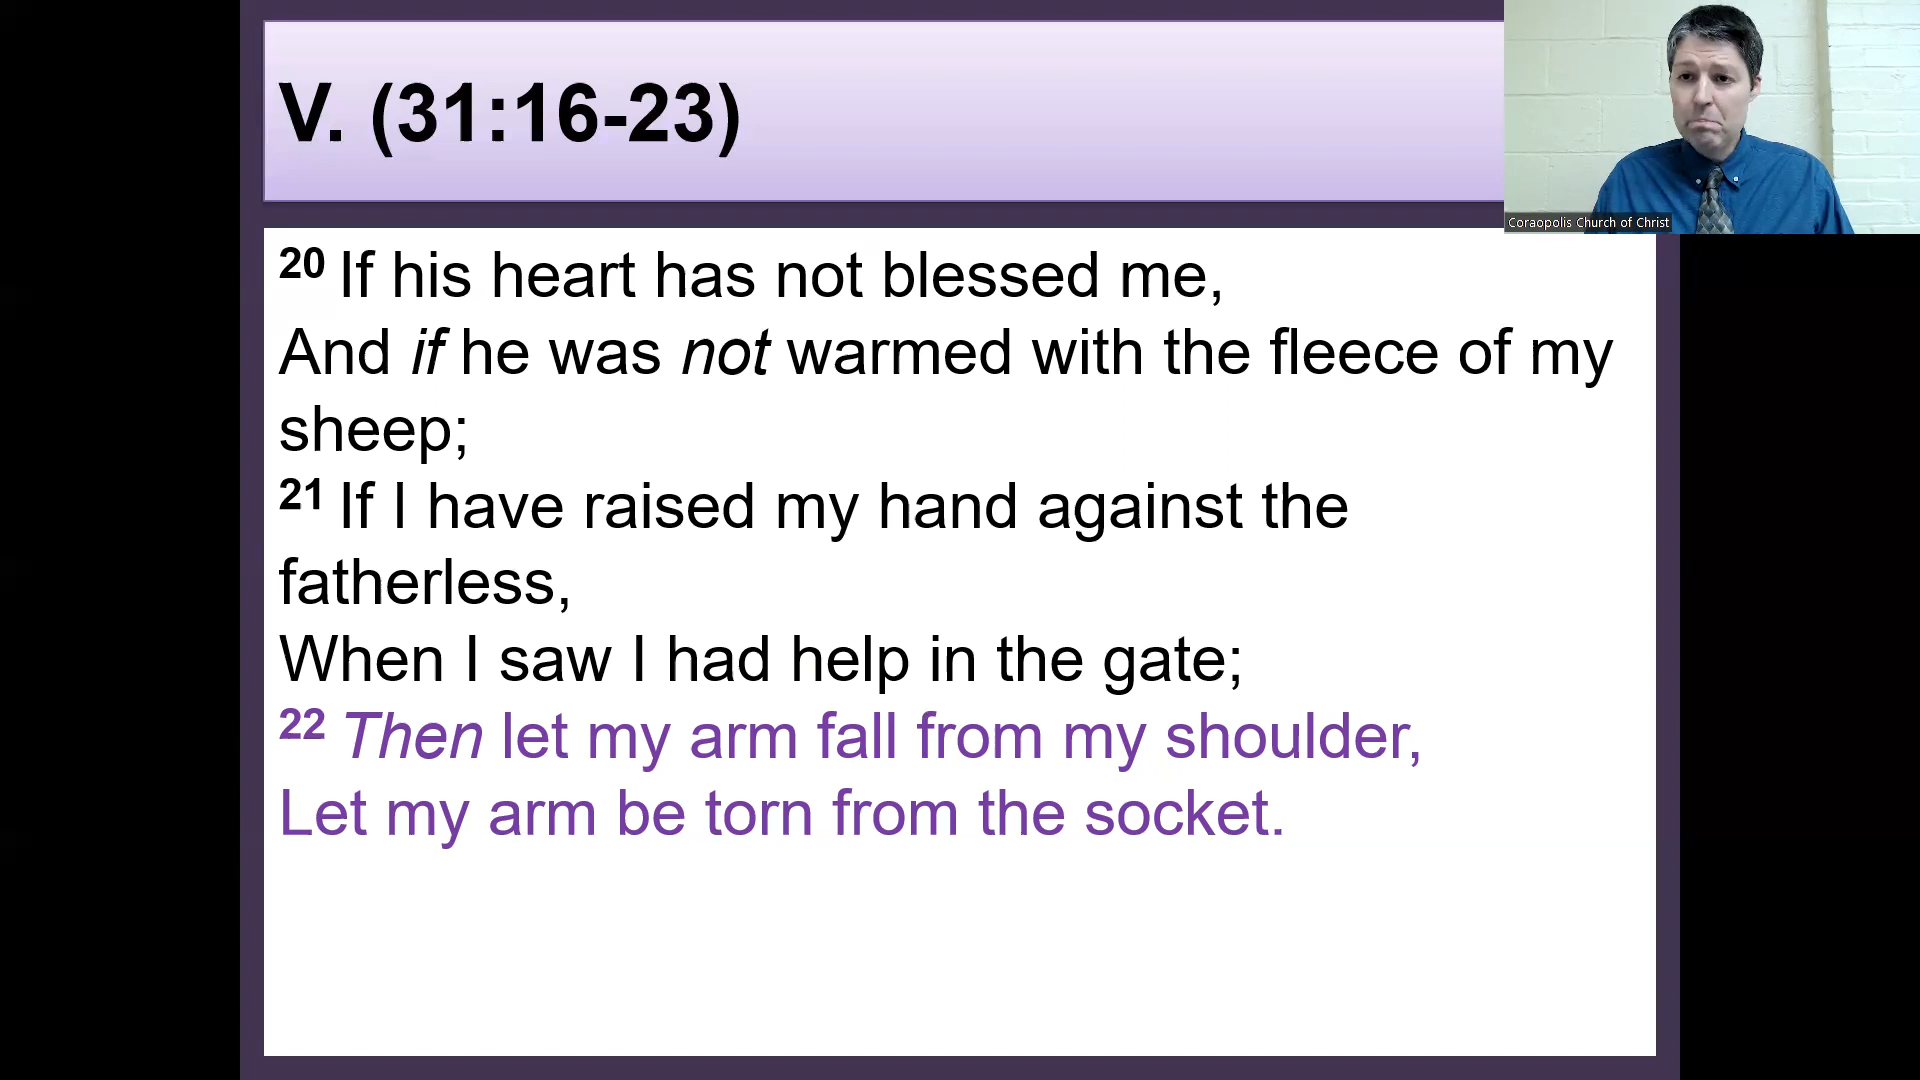 V. (31:16-23)
Coraopolis Church of Christ
20 If his heart has not blessed me,
And if he was not warmed with the fleece of my
sheep;
21 If I have raised my hand against the
fatherless,
When I saw I had help in the gate;
22 Then let my arm fall from my shoulder,
Let my arm be torn from the socket.